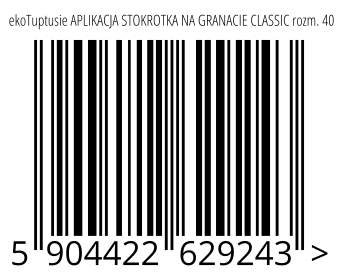 ekoTuptusie APLIKACJA STOKROTKA NA GRANACIE CLASSIC rozm. 40
5 904422 629243 >